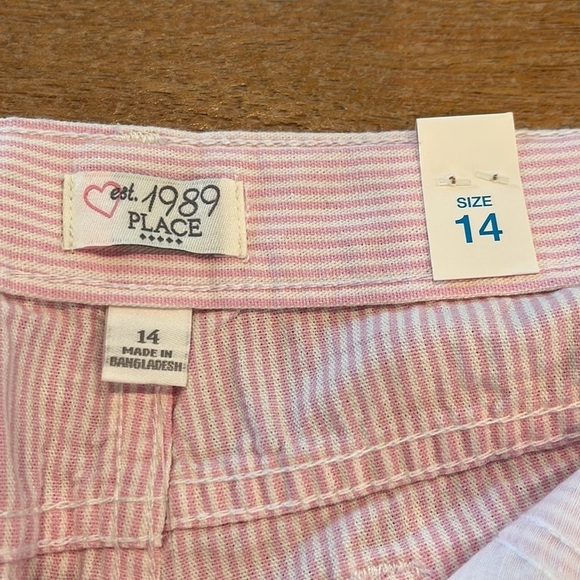 est. 1989
PLACE
SIZE
14
14
MADE IN
BANGLADESH